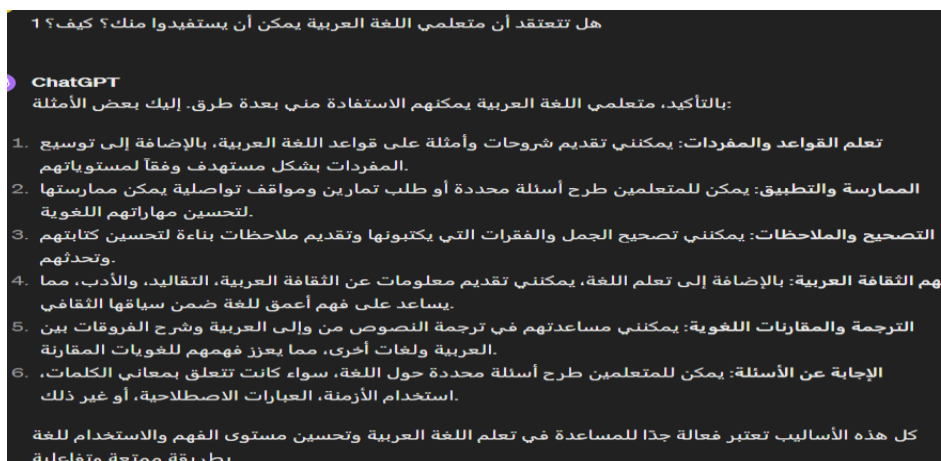 هل تتعتقد أن متعلمي اللغة العربية يمكن أن يستفيدوا منك؟ كيف؟ 1
ChatGPT
بالتأكيد، متعلمي اللغة العربية يمكنهم الاستفادة مني بعدة طرق. إليك بعض الأمثلة:
1. تعلم القواعد والمفردات: يمكنني تقديم شروحات وأمثلة على قواعد اللغة العربية، بالإضافة إلى توسيع
المفردات بشكل مستهدف وفقاً لمستوياتهم.
2. الممارسة والتطبيق: يمكن للمتعلمين طرح أسئلة محددة أو طلب تمارين ومواقف تواصلية يمكن ممارستها
لتحسين مهاراتهم اللغوية.
3. التصحيح والملاحظات: يمكنني تصحيح الجمل والفقرات التي يكتبونها وتقديم ملاحظات بناءة لتحسين كتابتهم
وتحدثهم.
4. هم الثقافة العربية: بالإضافة إلى تعلم اللغة، يمكنني تقديم معلومات عن الثقافة العربية، التقاليد، والأدب، مما
يساعد على فهم أعمق للغة ضمن سياقها الثقافي.
5. الترجمة والمقارنات اللغوية: يمكنني مساعدتهم في ترجمة النصوص من وإلى العربية وشرح الفروقات بين
العربية ولغات أخرى، مما يعزز فهمهم للغويات المقارنة.
6. الإجابة عن الأسئلة: يمكن للمتعلمين طرح أسئلة محددة حول اللغة، سواء كانت تتعلق بمعاني الكلمات،
استخدام الأزمنة، العبارات الاصطلاحية، أو غير ذلك.
كل هذه الأساليب تعتبر فعالة جدًا للمساعدة في تعلم اللغة العربية وتحسين مستوى الفهم والاستخدام للغة
بطريقة ممتعة وتفاعلية